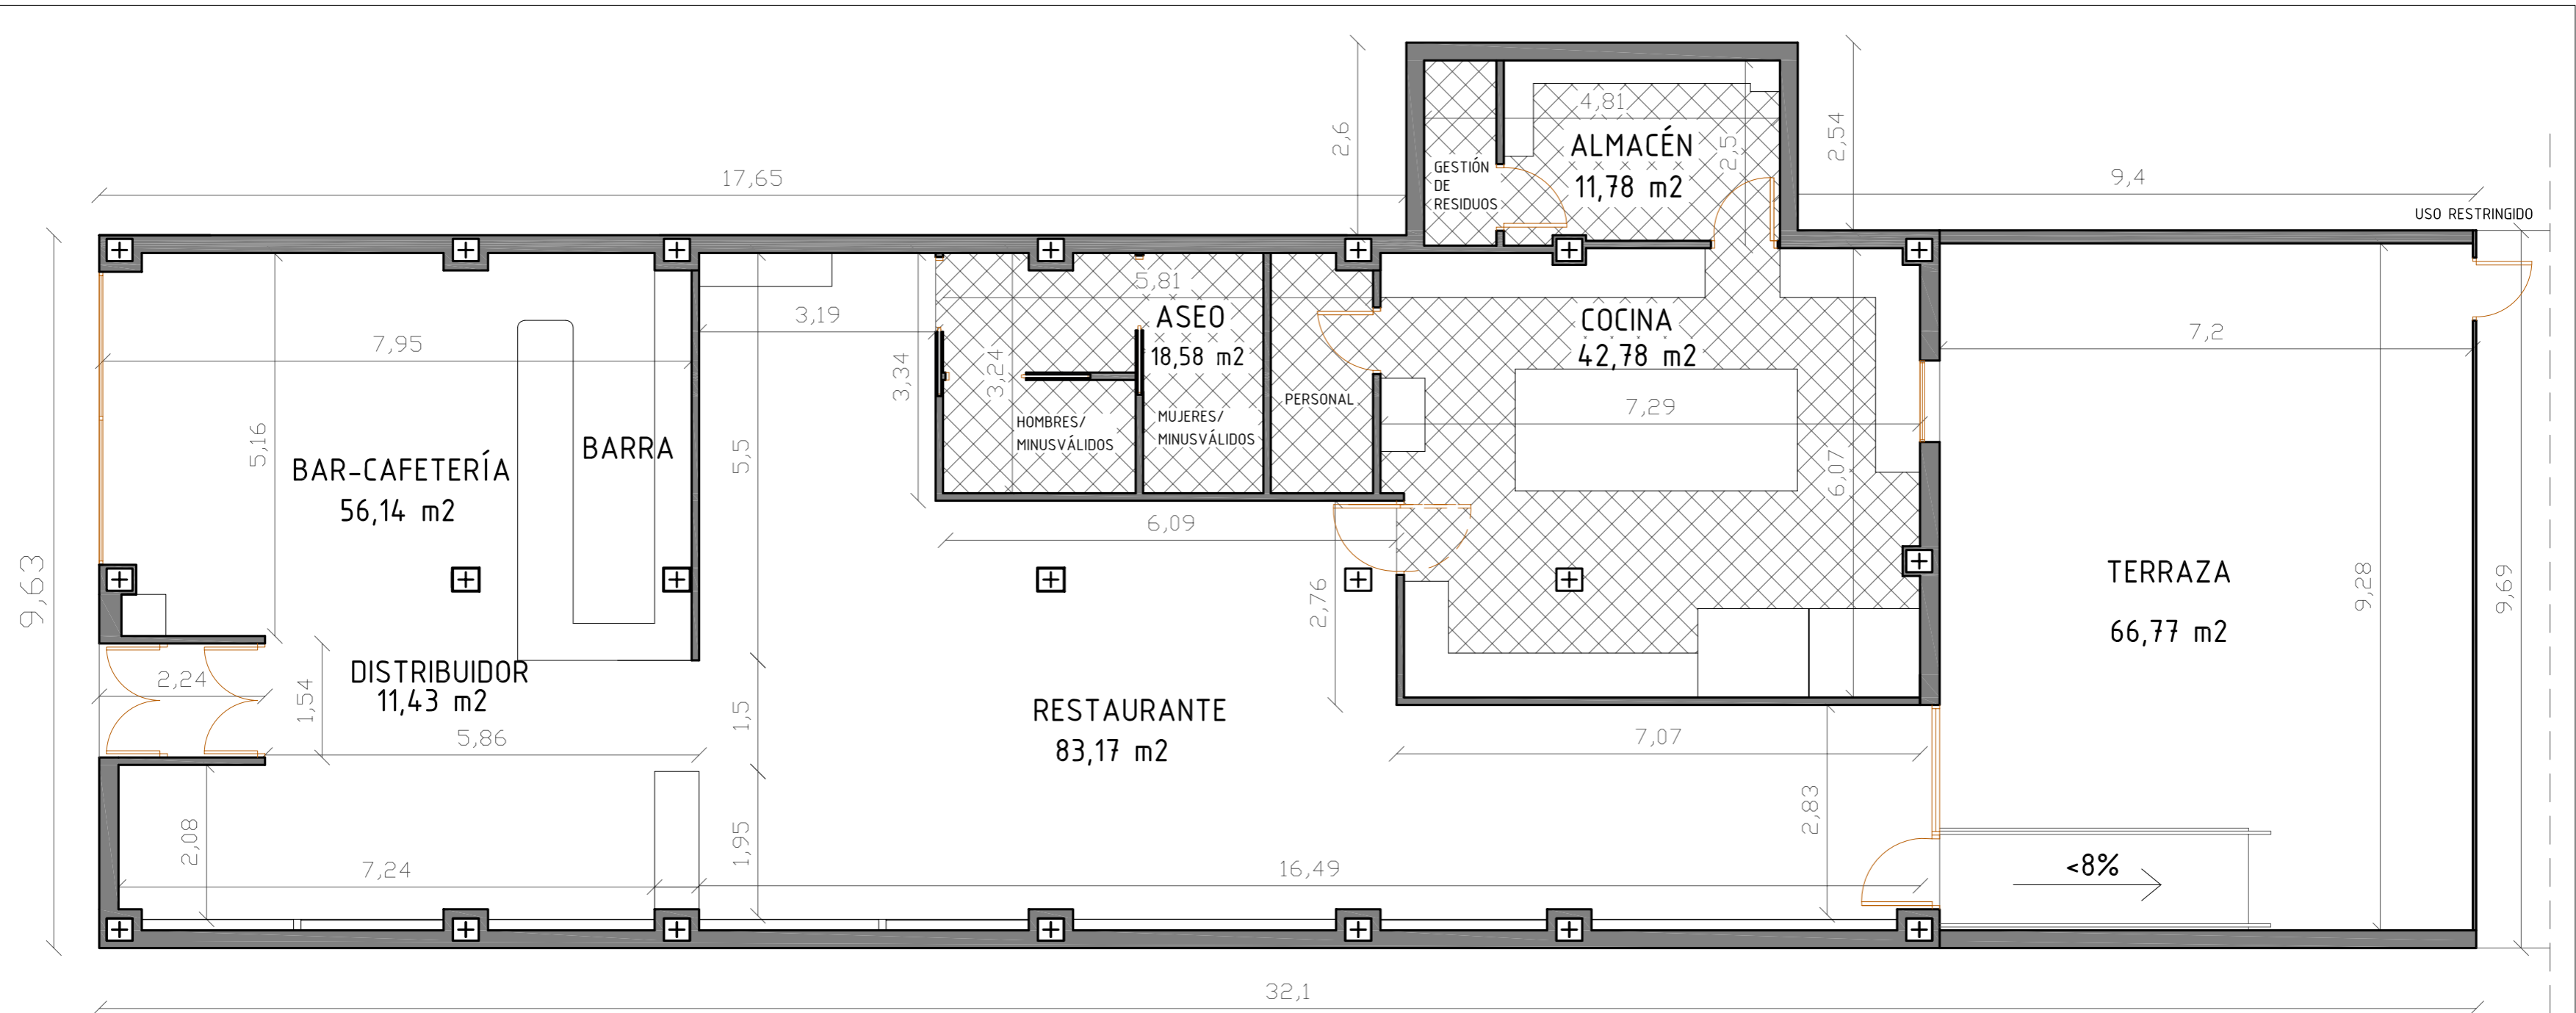 2,6
4,81
ALMACÉN
11,78 m2
2,5
2,54
GESTIÓN
DE
RESIDUOS
17,65
9,4
USO RESTRINGIDO
7,95
5,16
BAR-CAFETERÍA
56,14 m2
BARRA
9,63
3,19
3,34
5,81
3,24
ASEO
18,58 m2
HOMBRES/
MINUSVÁLIDOS
MUJERES/
MINUSVÁLIDOS
PERSONAL
COCINA
42,78 m2
7,29
6,07
7,2
5,5
6,09
2,76
TERRAZA
66,77 m2
9,28
9,69
DISTRIBUIDOR
11,43 m2
2,24
1,54
5,86
1,5
RESTAURANTE
83,17 m2
7,07
2,83
2,08
7,24
1,95
16,49
<8%
32,1